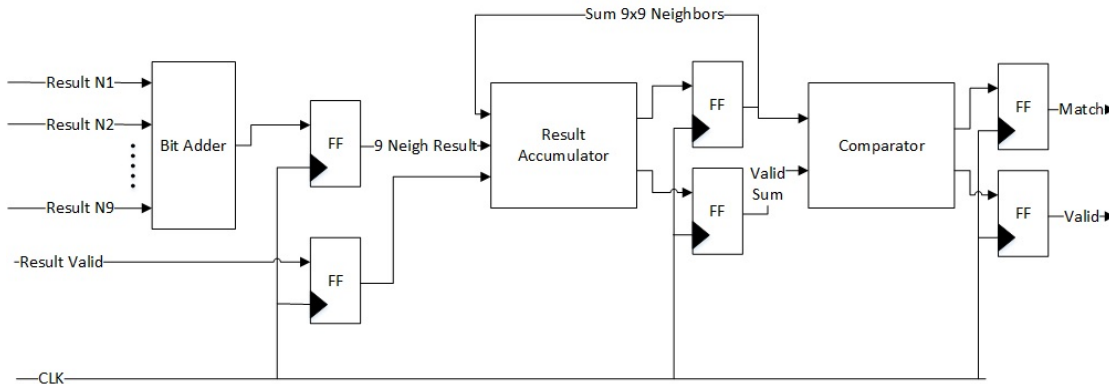 Sum 9x9 Neighbors
Result N1
Result N2
Result N9
Bit Adder
FF
9 Neigh Result
Result
Accumulator
FF
FF
Valid
Sum
Comparator
FF
Match
FF
Valid
Result Valid
FF
CLK